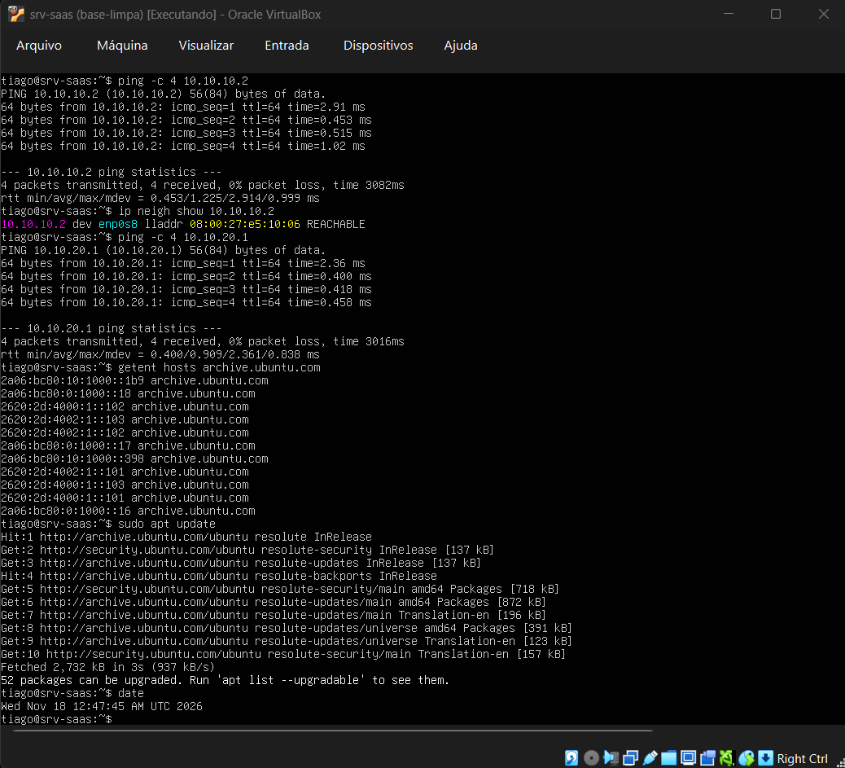 srv-saas (base-limpa) [Executando] - Oracle VirtualBox
Arquivo Máquina Visualizar Entrada Dispositivos Ajuda
tiago@srv-saas:~$ ping -c 4 10.10.10.2
PING 10.10.10.2 (10.10.10.2) 56(84) bytes of data.
64 bytes from 10.10.10.2: icmp_seq=1 ttl=64 time=2.91 ms
64 bytes from 10.10.10.2: icmp_seq=2 ttl=64 time=0.453 ms
64 bytes from 10.10.10.2: icmp_seq=3 ttl=64 time=0.515 ms
64 bytes from 10.10.10.2: icmp_seq=4 ttl=64 time=1.02 ms
--- 10.10.10.2 ping statistics ---
4 packets transmitted, 4 received, 0% packet loss, time 3082ms
rtt min/avg/max/mdev = 0.453/1.225/2.914/0.999 ms
tiago@srv-saas:~$ ip neigh show 10.10.10.2
10.10.10.2 dev enp0s8 lladdr 08:00:27:e5:10:06 REACHABLE
tiago@srv-saas:~$ ping -c 4 10.10.20.1
PING 10.10.20.1 (10.10.20.1) 56(84) bytes of data.
64 bytes from 10.10.20.1: icmp_seq=1 ttl=64 time=2.36 ms
64 bytes from 10.10.20.1: icmp_seq=2 ttl=64 time=0.400 ms
64 bytes from 10.10.20.1: icmp_seq=3 ttl=64 time=0.418 ms
64 bytes from 10.10.20.1: icmp_seq=4 ttl=64 time=0.458 ms
--- 10.10.20.1 ping statistics ---
4 packets transmitted, 4 received, 0% packet loss, time 3016ms
rtt min/avg/max/mdev = 0.400/0.909/2.361/0.838 ms
tiago@srv-saas:~$ getent hosts archive.ubuntu.com
2a06:bc80:10:1000::1b9 archive.ubuntu.com
2a06:bc80:0:1000::18 archive.ubuntu.com
2620:2d:4000:1::102 archive.ubuntu.com
2620:2d:4002:1::103 archive.ubuntu.com
2620:2d:4002:1::102 archive.ubuntu.com
2a06:bc80:0:1000::17 archive.ubuntu.com
2a06:bc80:10:1000::398 archive.ubuntu.com
2620:2d:4002:1::101 archive.ubuntu.com
2620:2d:4000:1::103 archive.ubuntu.com
2620:2d:4000:1::101 archive.ubuntu.com
2a06:bc80:0:1000::16 archive.ubuntu.com
tiago@srv-saas:~$ sudo apt update
Hit:1 http://archive.ubuntu.com/ubuntu resolute InRelease
Get:2 http://security.ubuntu.com/ubuntu resolute-security InRelease [137 kB]
Get:3 http://archive.ubuntu.com/ubuntu resolute-updates InRelease [137 kB]
Hit:4 http://archive.ubuntu.com/ubuntu resolute-backports InRelease
Get:5 http://security.ubuntu.com/ubuntu resolute-security/main amd64 Packages [718 kB]
Get:6 http://archive.ubuntu.com/ubuntu resolute-updates/main amd64 Packages [872 kB]
Get:7 http://archive.ubuntu.com/ubuntu resolute-updates/main Translation-en [196 kB]
Get:8 http://archive.ubuntu.com/ubuntu resolute-updates/universe amd64 Packages [391 kB]
Get:9 http://archive.ubuntu.com/ubuntu resolute-updates/universe Translation-en [123 kB]
Get:10 http://security.ubuntu.com/ubuntu resolute-security/main Translation-en [157 kB]
Fetched 2,732 kB in 3s (937 kB/s)
52 packages can be upgraded. Run 'apt list --upgradable' to see them.
tiago@srv-saas:~$ date
Wed Nov 18 12:47:45 AM UTC 2026
tiago@srv-saas:~$
Right Ctrl